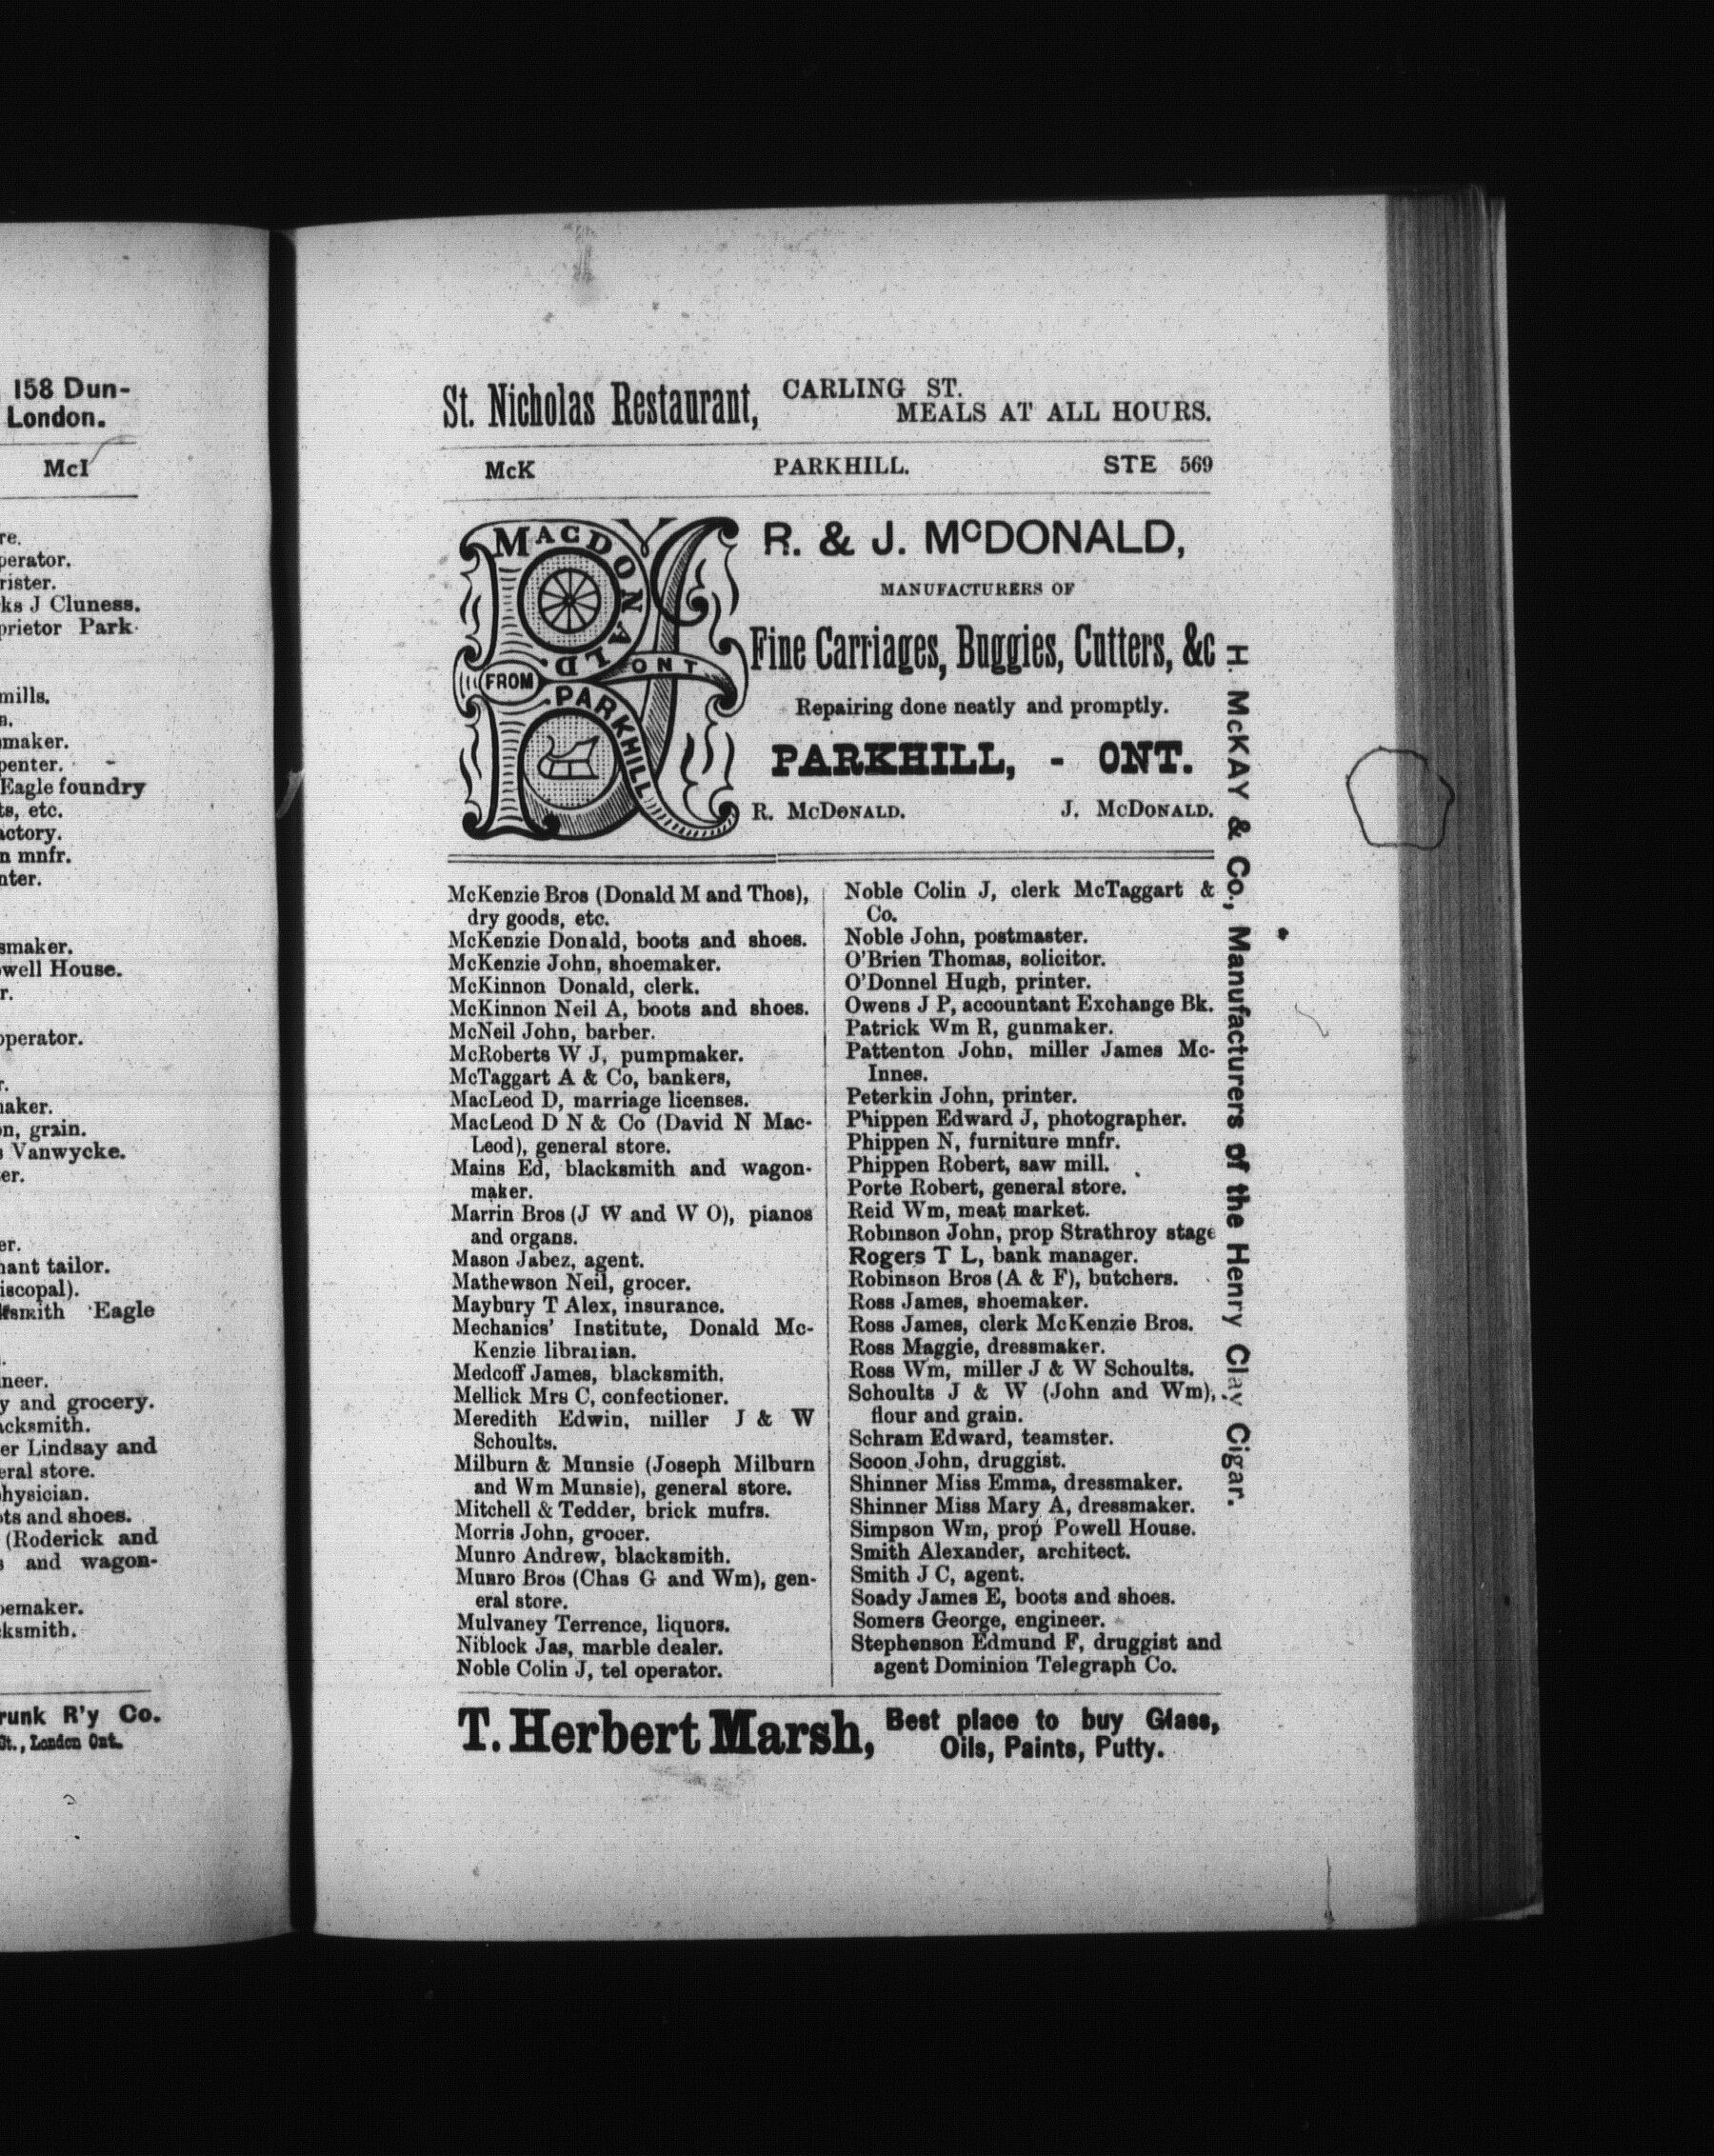 158 Dun-
London.
McI
re.
perator.
rister.
ks J Cluness.
prietor Park-
mills.
n.
maker.
penter.
Eagle foundry
ts, etc.
actory.
n mnfr.
nter.
smaker.
owell House.
r.
operator.
r.
naker.
on, grain.
s Vanwycke.
er.
er.
hant tailor.
iscopal).
smith Eagle
neer.
y and grocery.
acksmith.
er Lindsay and
eral store.
physician.
ots and shoes.
(Roderick and
s and wagon-
oemaker.
cksmith.
runk R'y Co.
St., London Ont.
St. Nicholas Restaurant, CARLING ST.
MEALS AT ALL HOURS.
McK PARKHILL. STE 569
MACDONALD
FROM
PARKHILL
ONT
R. & J. McDONALD,
MANUFACTURERS OF
Fine Carriages, Buggies, Cutters, &c
Repairing done neatly and promptly.
PARKHILL, - ONT.
R. McDONALD. J. McDONALD.
McKenzie Bros (Donald M and Thos),
dry goods, etc.
McKenzie Donald, boots and shoes.
McKenzie John, shoemaker.
McKinnon Donald, clerk.
McKinnon Neil A, boots and shoes.
McNeil John, barber.
McRoberts W J, pumpmaker.
McTaggart A & Co, bankers,
MacLeod D, marriage licenses.
MacLeod D N & Co (David N Mac-
Leod), general store.
Mains Ed, blacksmith and wagon-
maker.
Marrin Bros (J W and W O), pianos
and organs.
Mason Jabez, agent.
Mathewson Neil, grocer.
Maybury T Alex, insurance.
Mechanics' Institute, Donald Mc-
Kenzie librarian.
Medcoff James, blacksmith.
Mellick Mrs C, confectioner.
Meredith Edwin, miller J & W
Schoults.
Milburn & Munsie (Joseph Milburn
and Wm Munsie), general store.
Mitchell & Tedder, brick mufrs.
Morris John, grocer.
Munro Andrew, blacksmith.
Munro Bros (Chas G and Wm), gen-
eral store.
Mulvaney Terrence, liquors.
Niblock Jas, marble dealer.
Noble Colin J, tel operator.
Noble Colin J, clerk McTaggart &
Co.
Noble John, postmaster.
O'Brien Thomas, solicitor.
O'Donnel Hugh, printer.
Owens J P, accountant Exchange Bk.
Patrick Wm R, gunmaker.
Pattenton John, miller James Mc-
Innes.
Peterkin John, printer.
Phippen Edward J, photographer.
Phippen N, furniture mnfr.
Phippen Robert, saw mill.
Porte Robert, general store.
Reid Wm, meat market.
Robinson John, prop Strathroy stage
Rogers T L, bank manager.
Robinson Bros (A & F), butchers.
Ross James, shoemaker.
Ross James, clerk McKenzie Bros.
Ross Maggie, dressmaker.
Ross Wm, miller J & W Schoults.
Schoults J & W (John and Wm),
flour and grain.
Schram Edward, teamster.
Scoon John, druggist.
Shinner Miss Emma, dressmaker.
Shinner Miss Mary A, dressmaker.
Simpson Wm, prop Powell House.
Smith Alexander, architect.
Smith J C, agent.
Soady James E, boots and shoes.
Somers George, engineer.
Stephenson Edmund F, druggist and
agent Dominion Telegraph Co.
H. McKAY & Co., Manufacturers of the Henry Clay Cigar.
T. Herbert Marsh, Best place to buy Glass,
Oils, Paints, Putty.